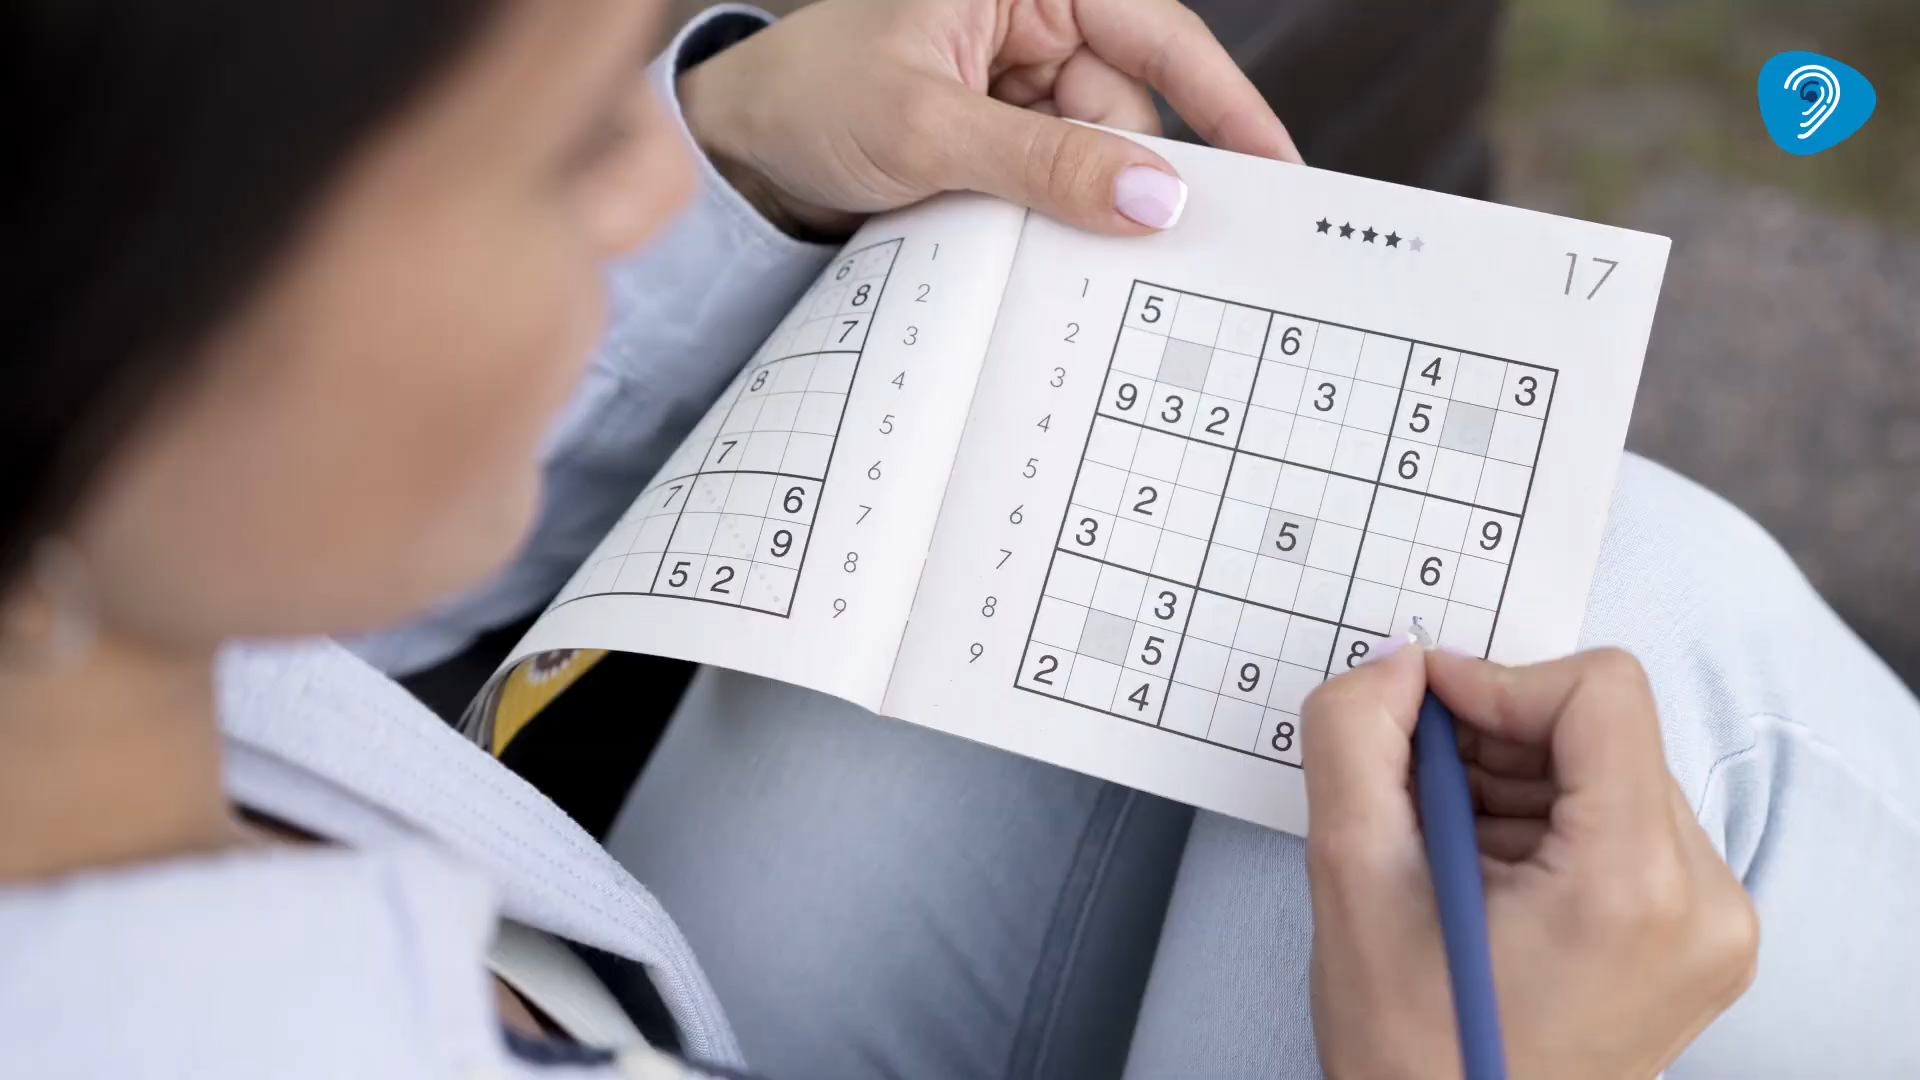 6 1
8 2
7 3
8 4
5
7 6
7 6 7
9 8
5 2 9
17
1 5 6 4 3
2 3 5
3 9 3 2 6
4 9
5 2 5 6
6 3
7 3 8
8 5 9
9 2 4 8